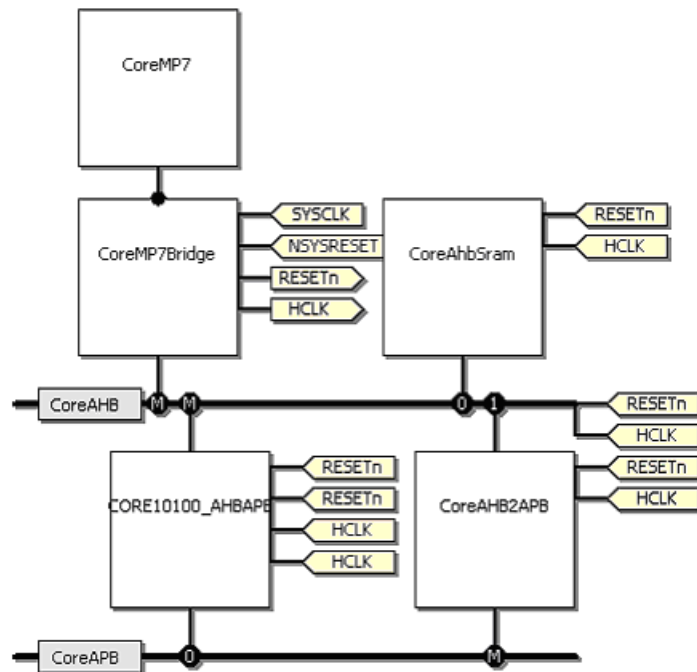 CoreMP7
CoreMP7Bridge
SYSCLK
NSYSRESET
RESETn
HCLK
CoreAhbSram
RESETn
HCLK
CoreAHB
M
M
0
1
RESETn
HCLK
CORE10100_AHBAPB
RESETn
RESETn
HCLK
HCLK
CoreAHB2APB
RESETn
HCLK
CoreAPB
0
M